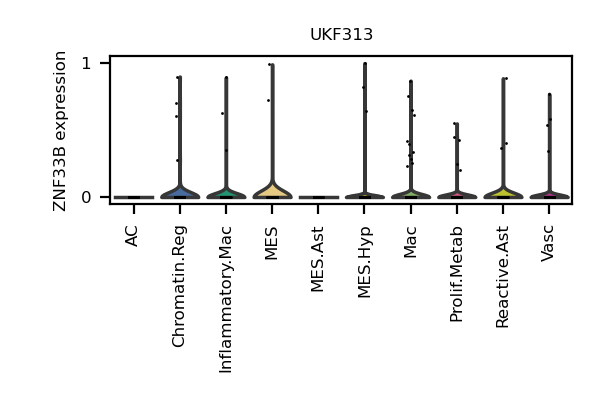 UKF313
ZNF33B expression
1
0
AC
Chromatin.Reg
Inflammatory.Mac
MES
MES.Ast
MES.Hyp
Mac
Prolif.Metab
Reactive.Ast
Vasc